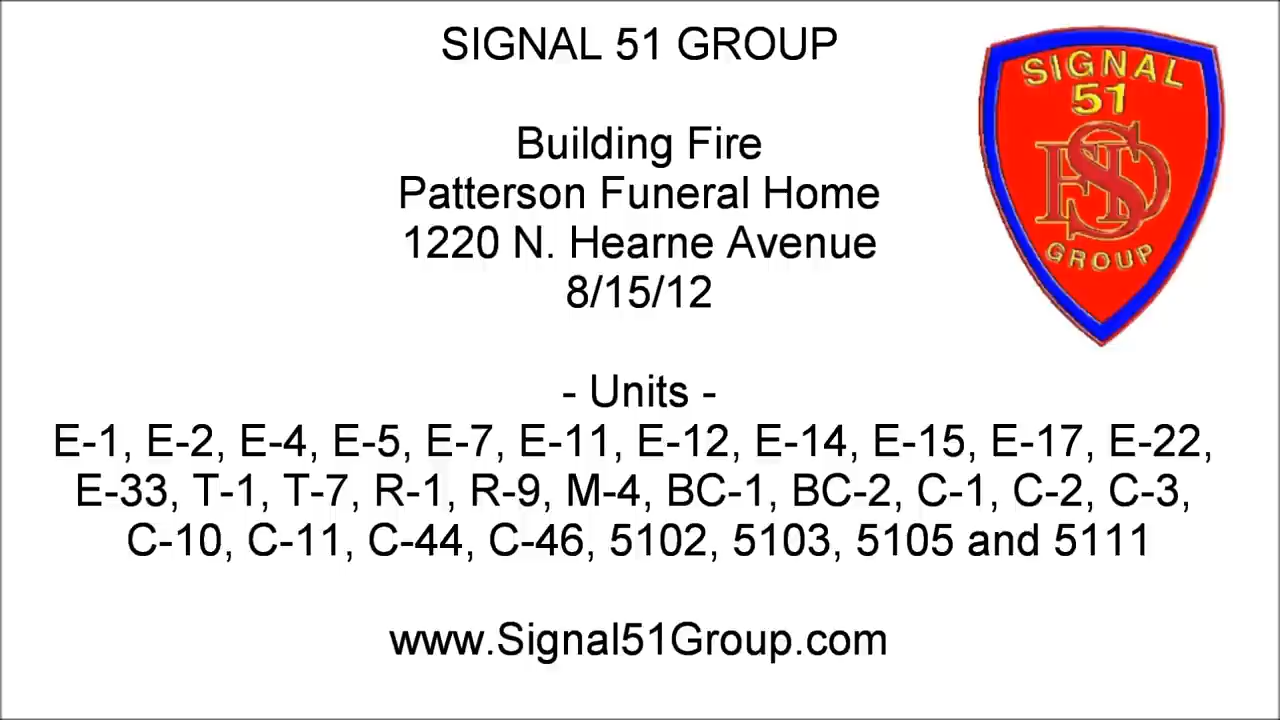 SIGNAL 51 GROUP
SIGNAL
51
SFD
GROUP
Building Fire
Patterson Funeral Home
1220 N. Hearne Avenue
8/15/12
- Units -
E-1, E-2, E-4, E-5, E-7, E-11, E-12, E-14, E-15, E-17, E-22,
E-33, T-1, T-7, R-1, R-9, M-4, BC-1, BC-2, C-1, C-2, C-3,
C-10, C-11, C-44, C-46, 5102, 5103, 5105 and 5111
www.Signal51Group.com